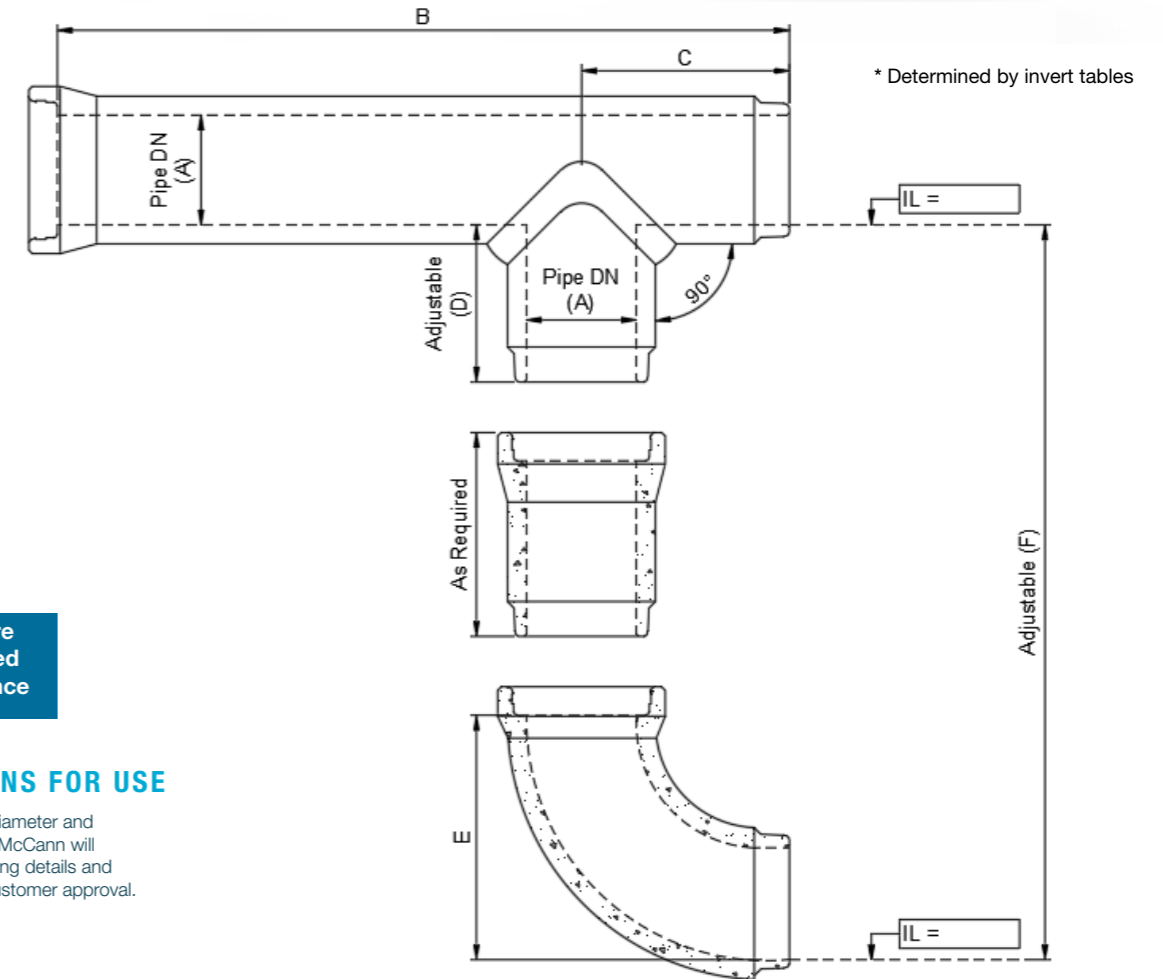 B
C
* Determined by invert tables
Pipe DN
(A)
IL =
Adjustable
(D)
Pipe DN
(A)
90°
As Required
Adjustable (F)
E
IL =
re
ed
nce
NS FOR USE
iameter and
McCann will
ng details and
ustomer approval.